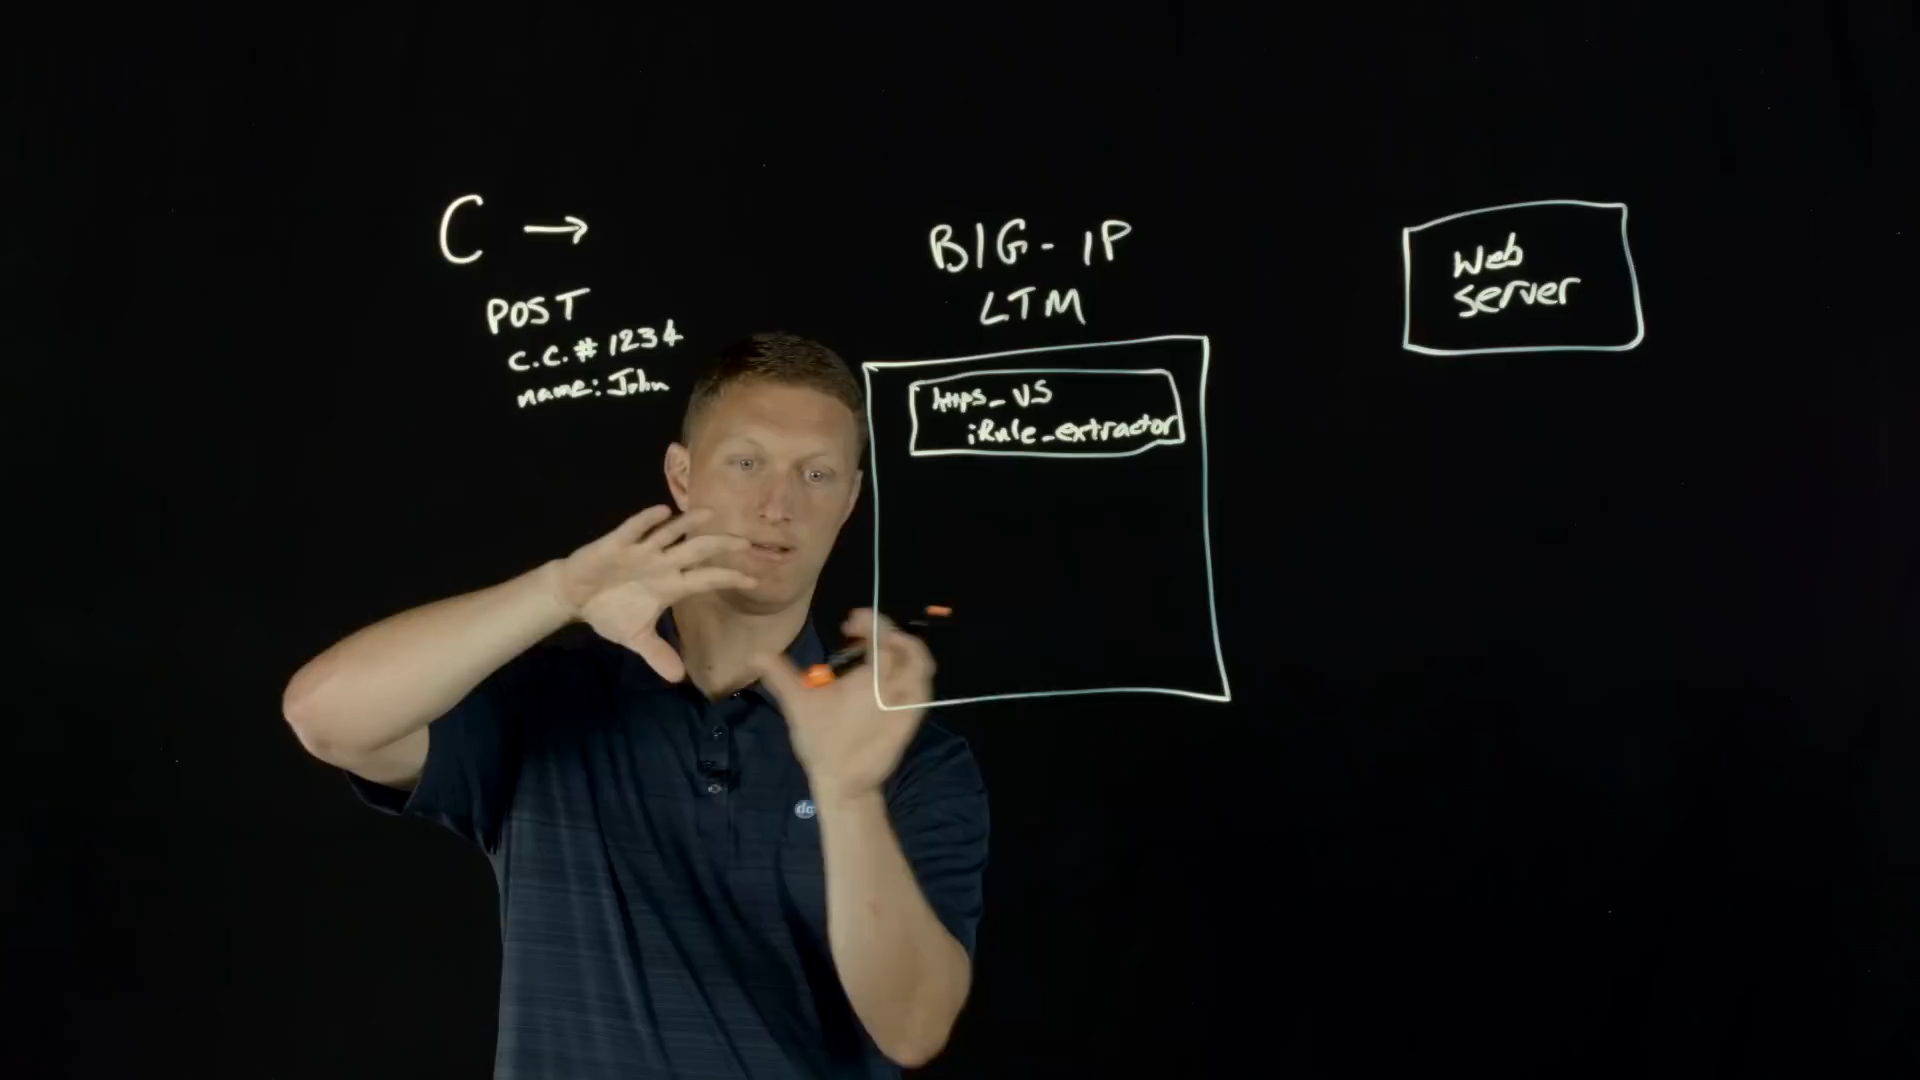 C →
POST
C.C. # 1234
name: John
BIG-IP
LTM
https_VS
iRule_extractor
Web
Server